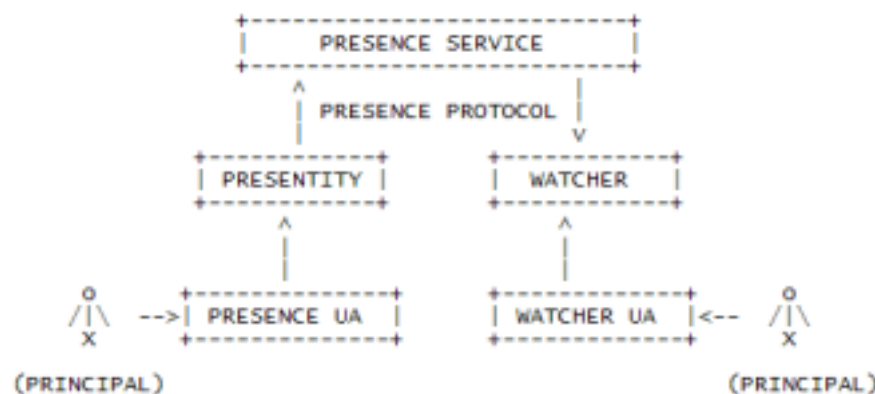 PRESENCE SERVICE
PRESENCE PROTOCOL
PRESENTITY WATCHER
PRESENCE UA WATCHER UA
(PRINCIPAL) (PRINCIPAL)